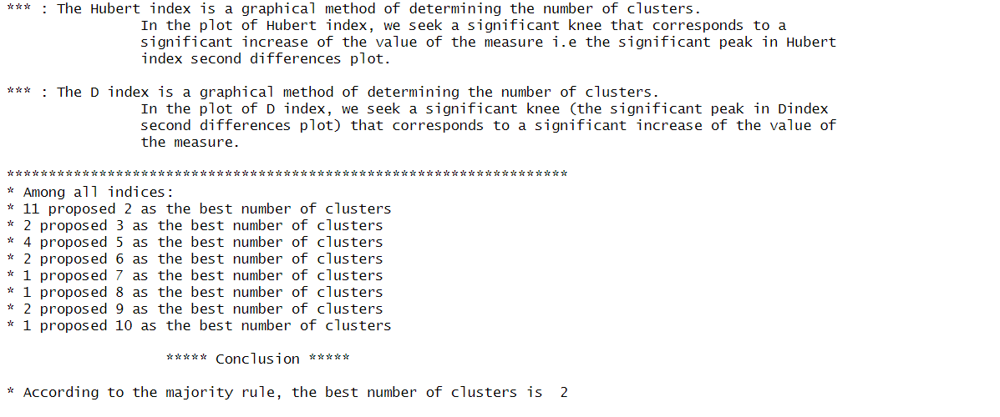 *** : The Hubert index is a graphical method of determining the number of clusters.
In the plot of Hubert index, we seek a significant knee that corresponds to a
significant increase of the value of the measure i.e the significant peak in Hubert
index second differences plot.
*** : The D index is a graphical method of determining the number of clusters.
In the plot of D index, we seek a significant knee (the significant peak in Dindex
second differences plot) that corresponds to a significant increase of the value of
the measure.
*******************************************************************
* Among all indices:
* 11 proposed 2 as the best number of clusters
* 2 proposed 3 as the best number of clusters
* 4 proposed 5 as the best number of clusters
* 2 proposed 6 as the best number of clusters
* 1 proposed 7 as the best number of clusters
* 1 proposed 8 as the best number of clusters
* 2 proposed 9 as the best number of clusters
* 1 proposed 10 as the best number of clusters
***** Conclusion *****
* According to the majority rule, the best number of clusters is  2